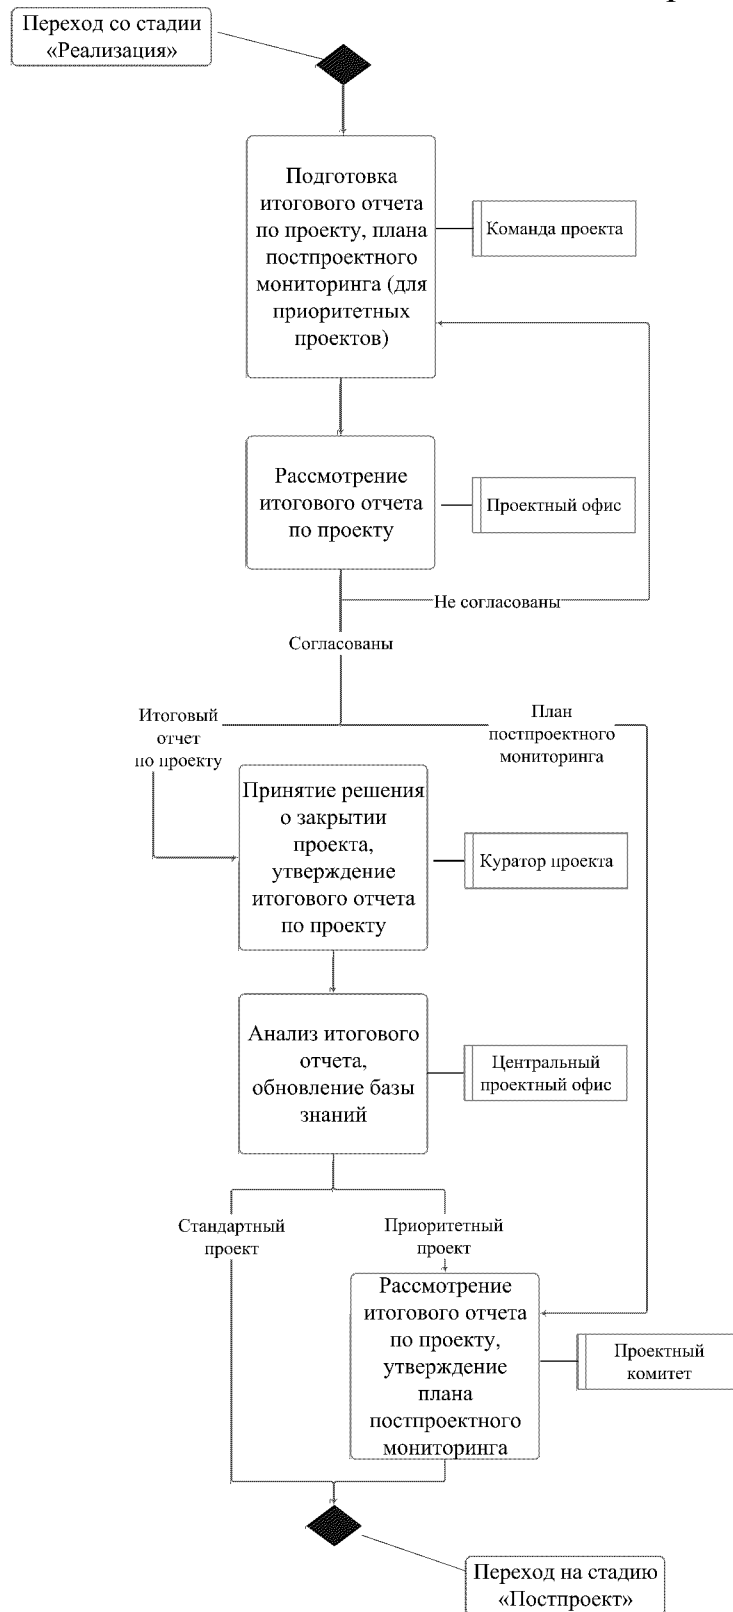 Переход со стадии
«Реализация»
Подготовка
итогового отчета
по проекту, плана
постпроектного
мониторинга (для
приоритетных
проектов)
Команда проекта
Рассмотрение
итогового отчета
по проекту
Проектный офис
Не согласованы
Согласованы
Итоговый
отчет
по проекту
План
постпроектного
мониторинга
Принятие решения
о закрытии
проекта,
утверждение
итогового отчета
по проекту
Куратор проекта
Анализ итогового
отчета,
обновление базы
знаний
Центральный
проектный офис
Стандартный
проект
Приоритетный
проект
Рассмотрение
итогового отчета
по проекту,
утверждение
плана
постпроектного
мониторинга
Проектный
комитет
Переход на стадию
«Постпроект»